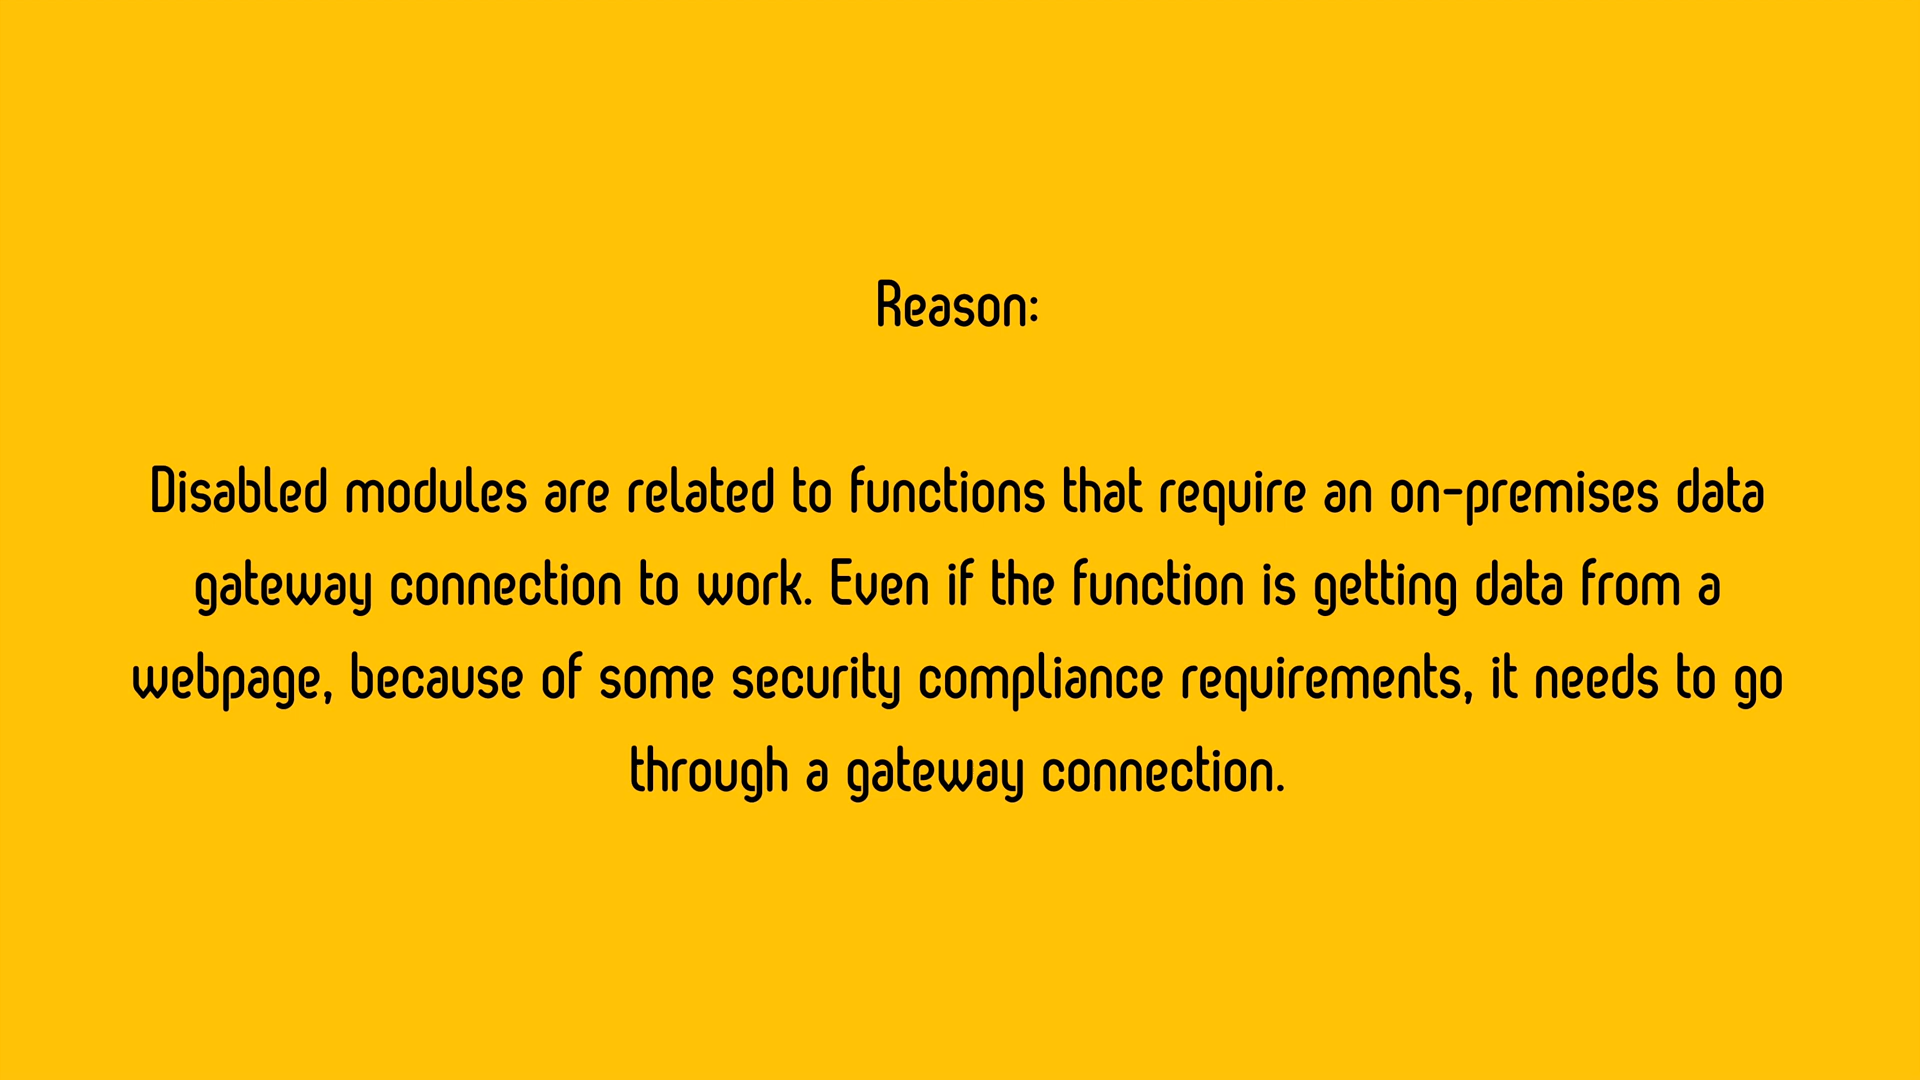 Reason:
Disabled modules are related to functions that require an on-premises data
gateway connection to work. Even if the function is getting data from a
webpage, because of some security compliance requirements, it needs to go
through a gateway connection.